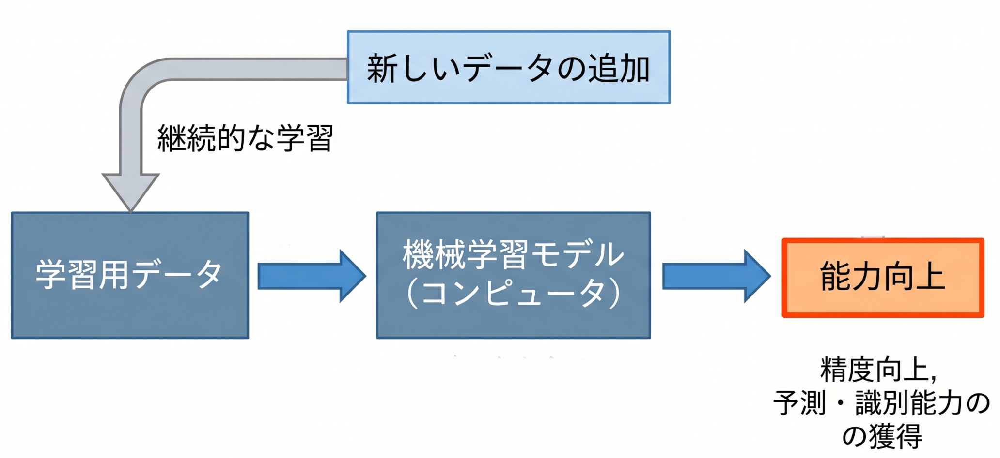 新しいデータの追加
継続的な学習
学習用データ
機械学習モデル
（コンピュータ）
能力向上
精度向上,
予測・識別能力の
の獲得